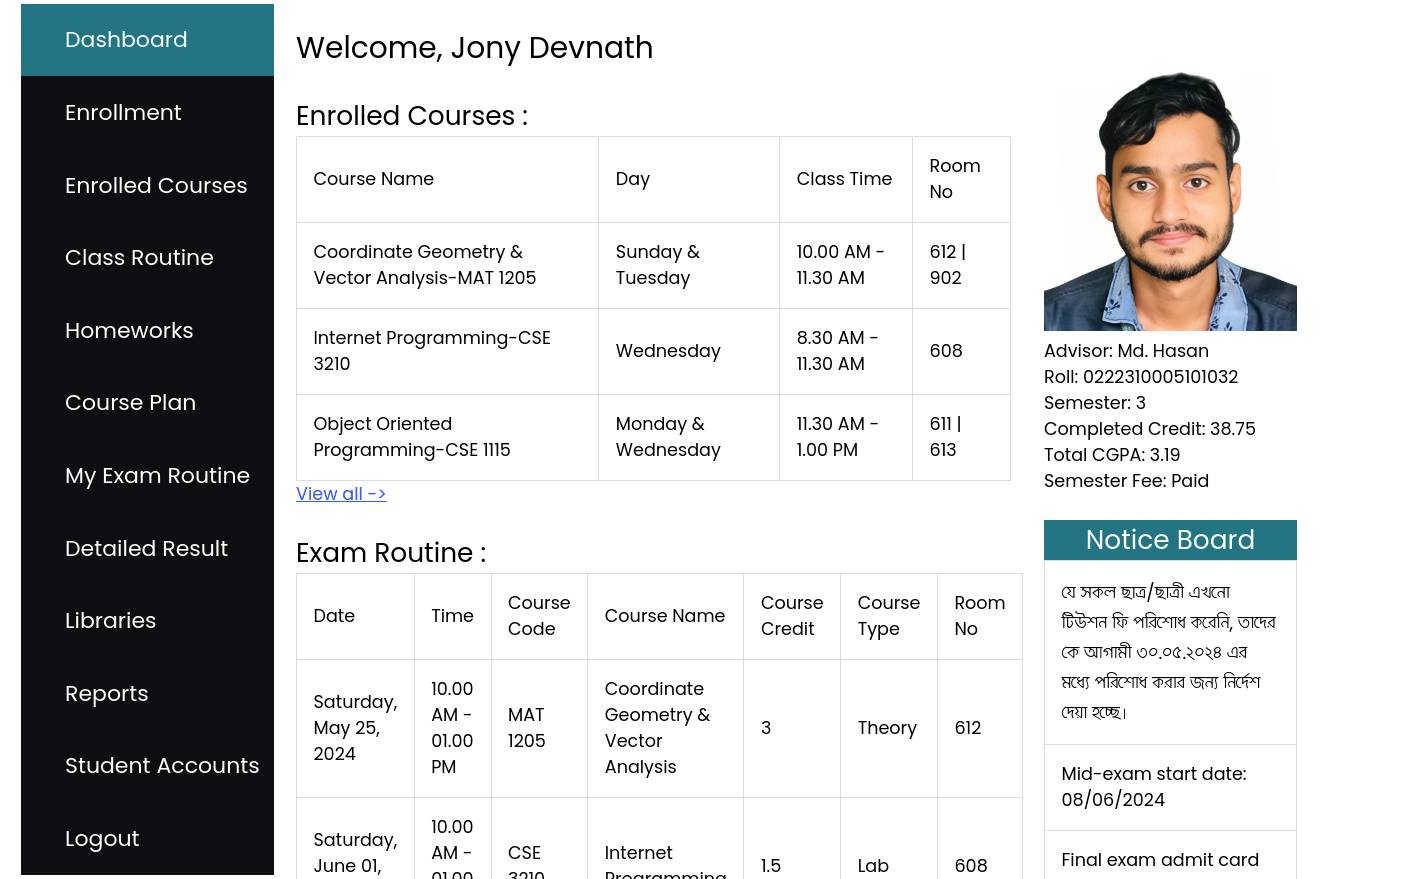 Dashboard
Enrollment
Enrolled Courses
Class Routine
Homeworks
Course Plan
My Exam Routine
Detailed Result
Libraries
Reports
Student Accounts
Logout
Welcome, Jony Devnath
Enrolled Courses :
Course Name
Day
Class Time
Room
No
Coordinate Geometry &
Vector Analysis-MAT 1205
Sunday &
Tuesday
10.00 AM -
11.30 AM
612 |
902
Internet Programming-CSE
3210
Wednesday
8.30 AM -
11.30 AM
608
Object Oriented
Programming-CSE 1115
Monday &
Wednesday
11.30 AM -
1.00 PM
611 |
613
View all ->
Exam Routine :
Date
Time
Course
Code
Course Name
Course
Credit
Course
Type
Room
No
Saturday,
May 25,
2024
10.00
AM -
01.00
PM
MAT
1205
Coordinate
Geometry &
Vector
Analysis
3
Theory
612
Saturday,
June 01,
10.00
AM -
01.00
CSE
3210
Internet
Programming
1.5
Lab
608
Advisor: Md. Hasan
Roll: 0222310005101032
Semester: 3
Completed Credit: 38.75
Total CGPA: 3.19
Semester Fee: Paid
Notice Board
যে সকল ছাত্র/ছাত্রী এখনো
টিউশন ফি পরিশোধ করেনি, তাদের
কে আগামী ৩০.০৫.২০২৪ এর
মধ্যে পরিশোধ করার জন্য নির্দেশ
দেয়া হচ্ছে।
Mid-exam start date:
08/06/2024
Final exam admit card